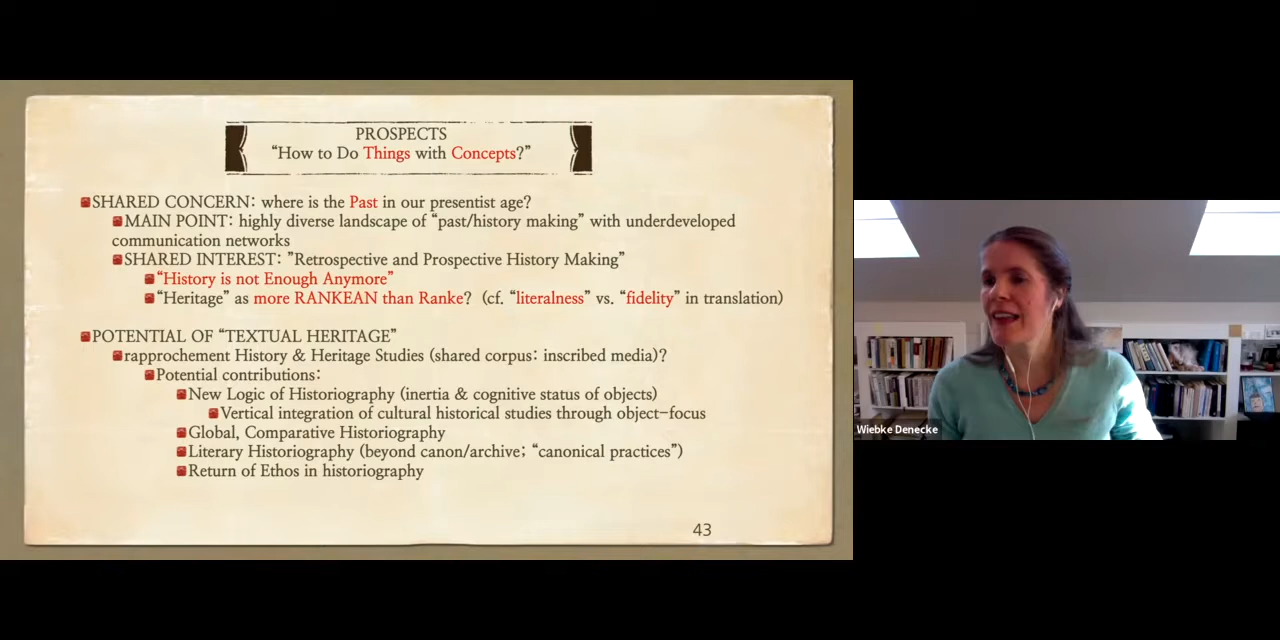 PROSPECTS
“How to Do Things with Concepts?”
SHARED CONCERN: where is the Past in our presentist age?
MAIN POINT: highly diverse landscape of “past/history making” with underdeveloped
communication networks
SHARED INTEREST: ”Retrospective and Prospective History Making”
“History is not Enough Anymore”
“Heritage” as more RANKEAN than Ranke? (cf. “literalness” vs. “fidelity” in translation)
POTENTIAL OF “TEXTUAL HERITAGE”
rapprochement History & Heritage Studies (shared corpus: inscribed media)?
Potential contributions:
New Logic of Historiography (inertia & cognitive status of objects)
Vertical integration of cultural historical studies through object-focus
Global, Comparative Historiography
Literary Historiography (beyond canon/archive; “canonical practices”)
Return of Ethos in historiography
43
Wiebke Denecke